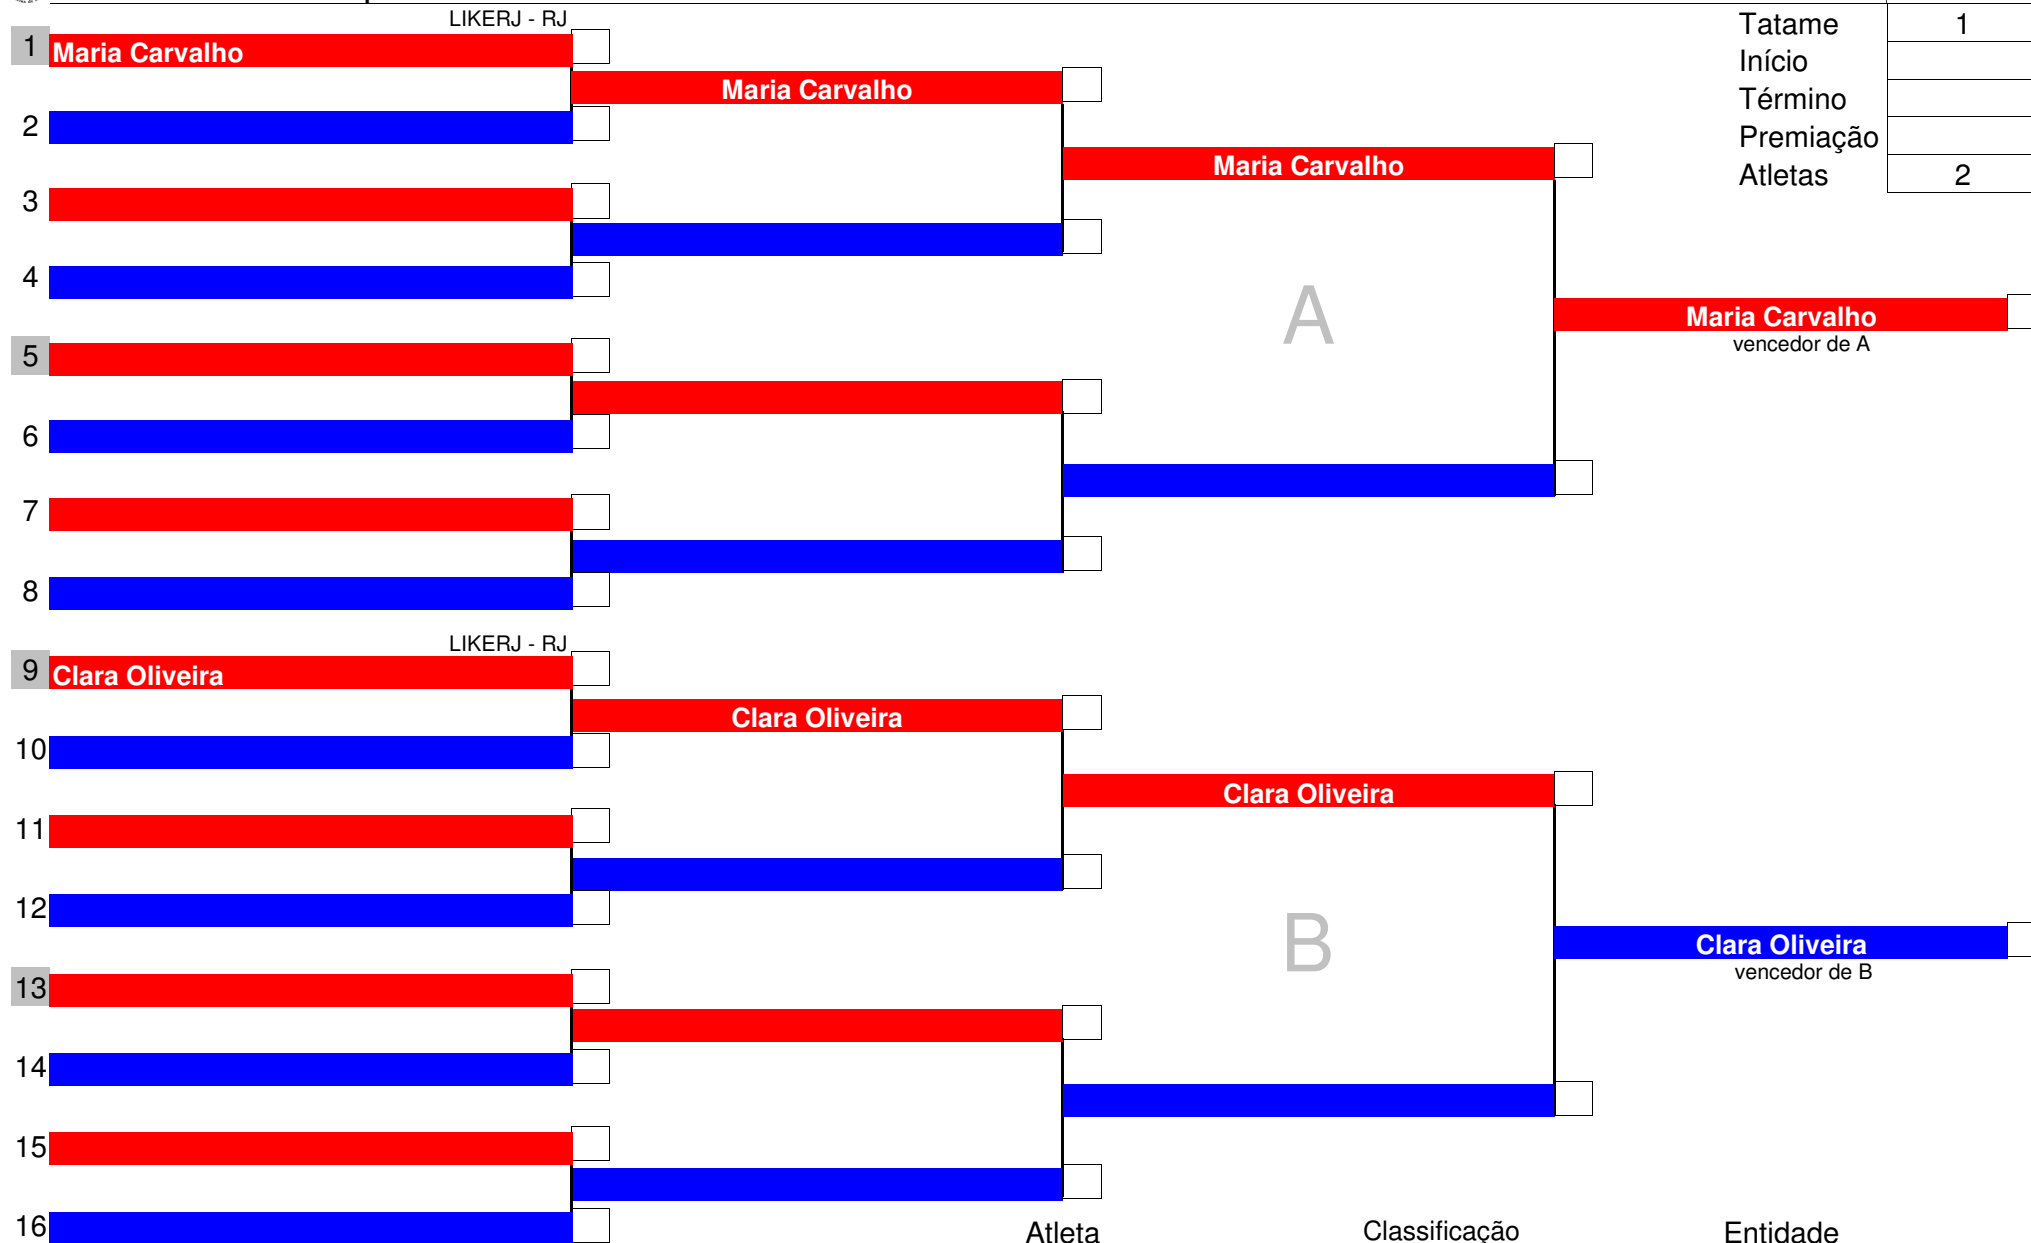 LIKERJ - RJ
Tatame 1
1 Maria Carvalho
Início
Maria Carvalho
Término
2
Premiação
Maria Carvalho
Atletas 2
3
4
A
Maria Carvalho
vencedor de A
5
6
7
8
LIKERJ - RJ
9 Clara Oliveira
Clara Oliveira
10
Clara Oliveira
11
12
B
Clara Oliveira
vencedor de B
13
14
15
16
Atleta Classificação Entidade